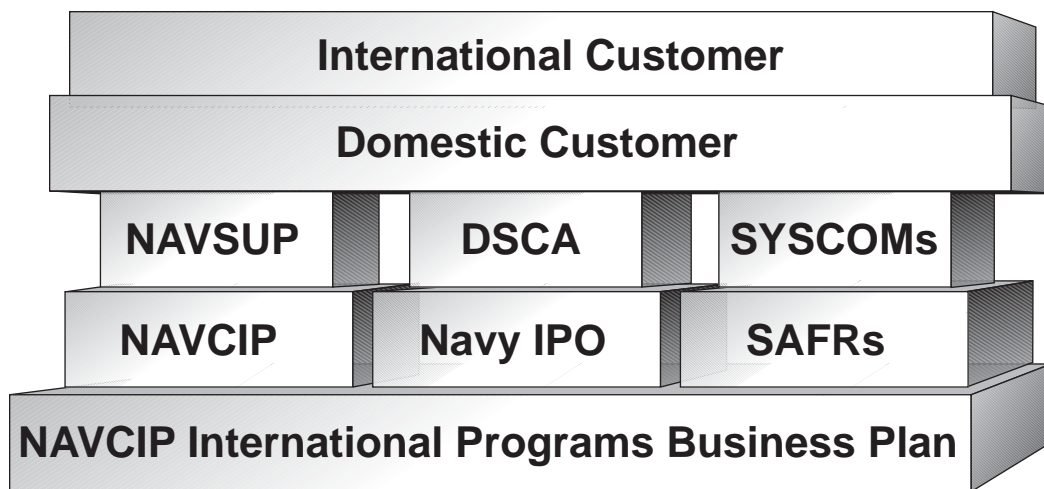 International Customer
Domestic Customer
NAVSUP DSCA SYSCOMs
NAVCIP Navy IPO SAFRs
NAVCIP International Programs Business Plan